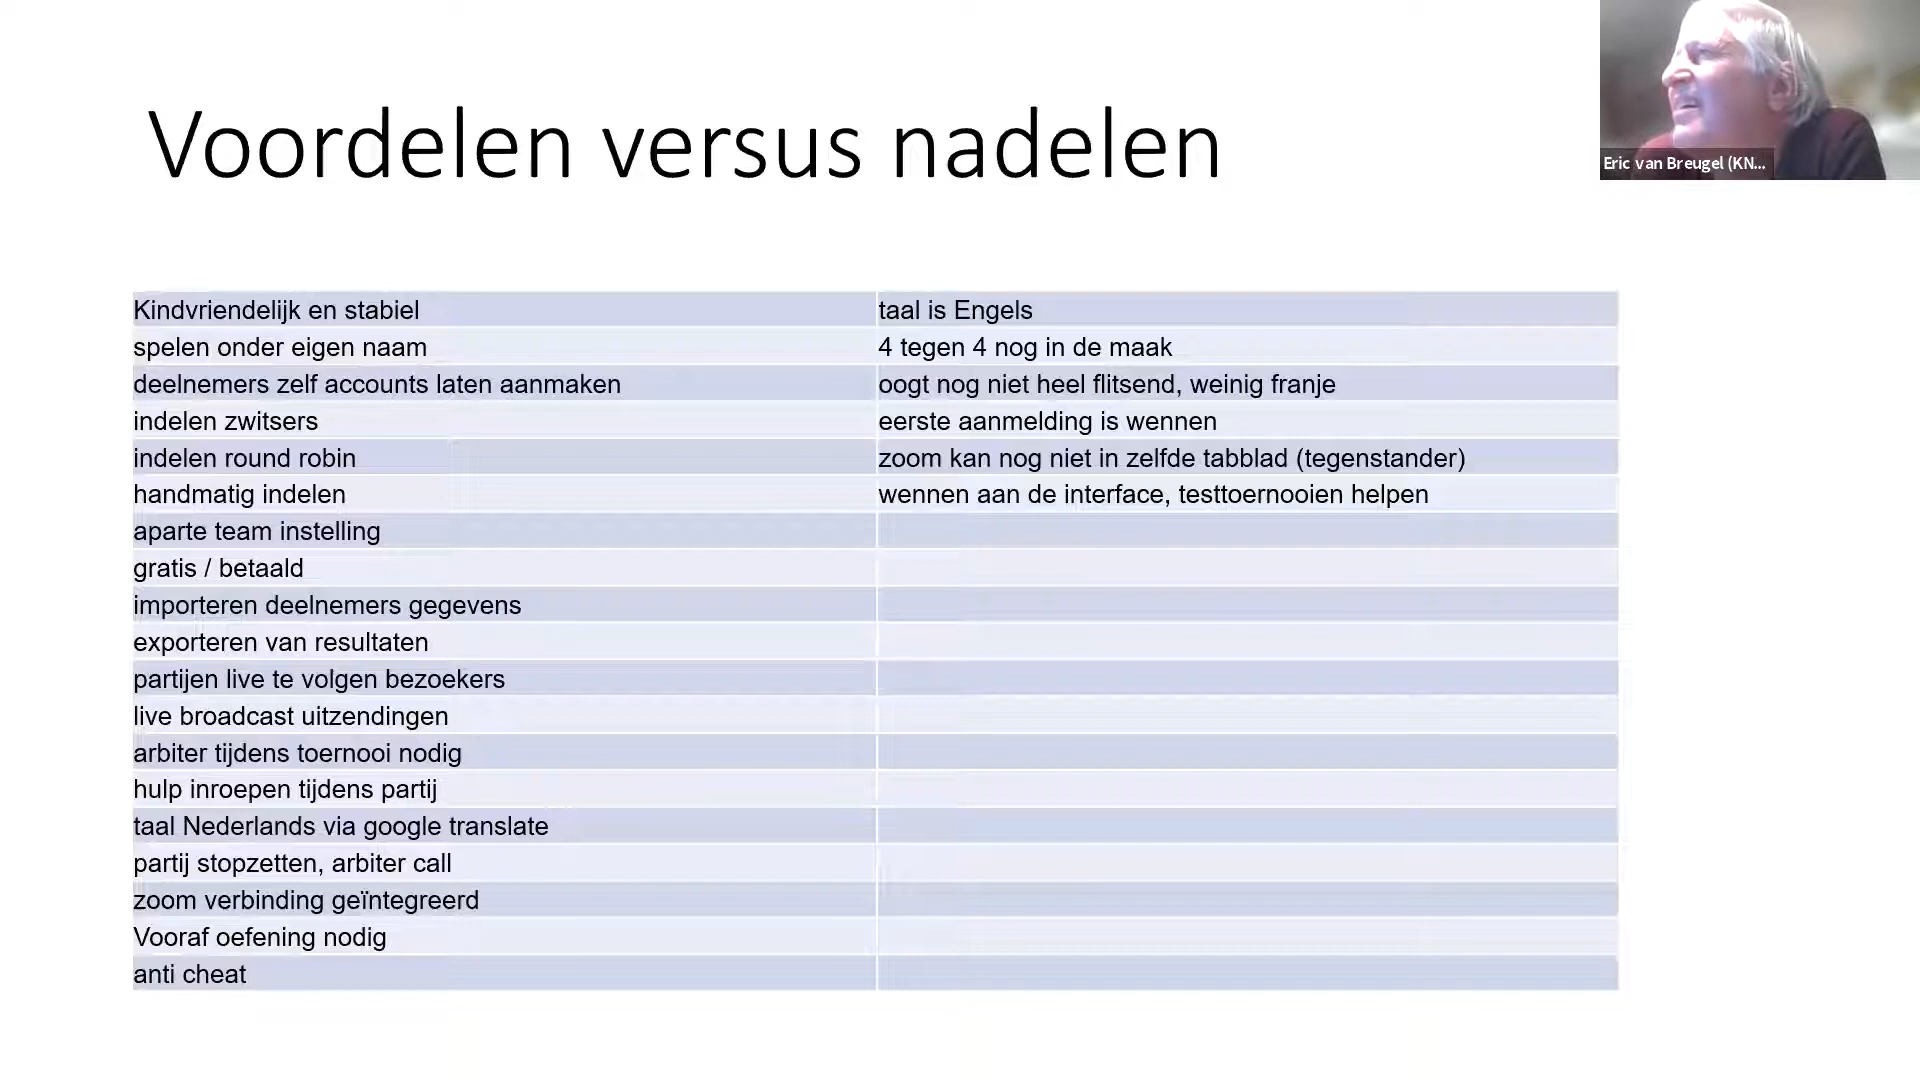 Voordelen versus nadelen
Eric van Breugel (KN...
Kindvriendelijk en stabiel
taal is Engels
spelen onder eigen naam
4 tegen 4 nog in de maak
deelnemers zelf accounts laten aanmaken
oogt nog niet heel flitsend, weinig franje
indelen zwitsers
eerste aanmelding is wennen
indelen round robin
zoom kan nog niet in zelfde tabblad (tegenstander)
handmatig indelen
wennen aan de interface, testtoernooien helpen
aparte team instelling
gratis / betaald
importeren deelnemers gegevens
exporteren van resultaten
partijen live te volgen bezoekers
live broadcast uitzendingen
arbiter tijdens toernooi nodig
hulp inroepen tijdens partij
taal Nederlands via google translate
partij stopzetten, arbiter call
zoom verbinding geïntegreerd
Vooraf oefening nodig
anti cheat